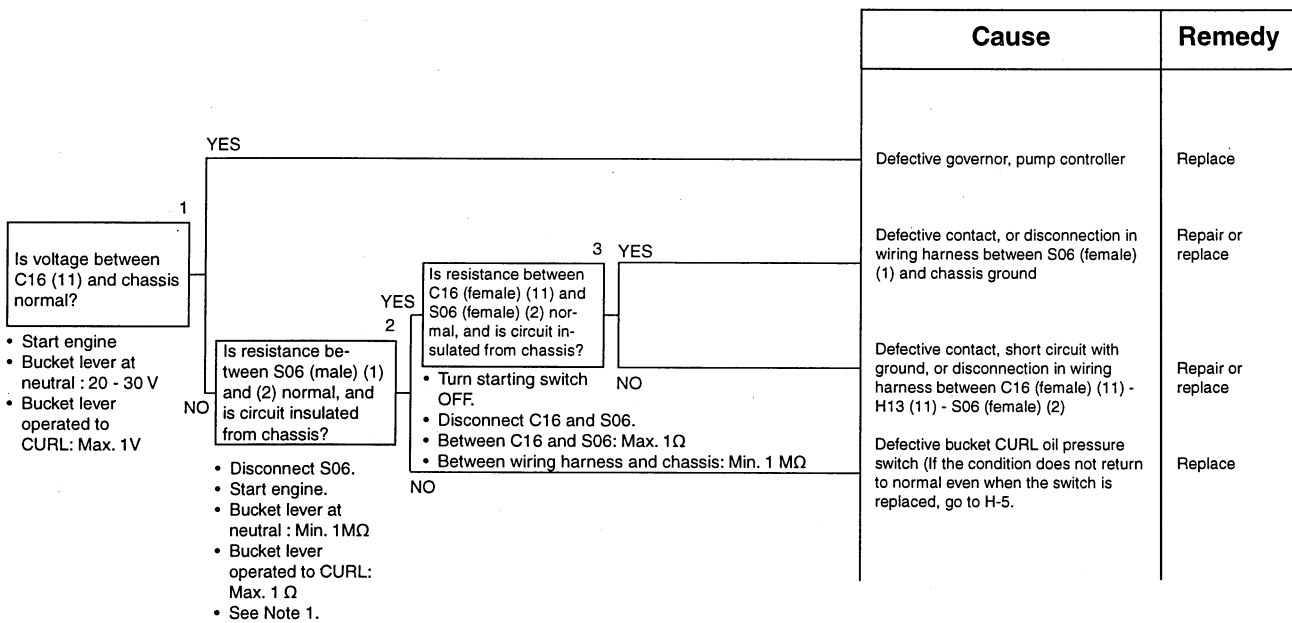 Cause
Remedy
YES
Defective governor, pump controller
Replace
1
Is voltage between
C16 (11) and chassis
normal?
• Start engine
• Bucket lever at
neutral : 20 - 30 V
• Bucket lever
operated to
CURL: Max. 1V
NO
2
Is resistance be-
tween S06 (male) (1)
and (2) normal, and
is circuit insulated
from chassis?
• Disconnect S06.
• Start engine.
• Bucket lever at
neutral : Min. 1MΩ
• Bucket lever
operated to CURL:
Max. 1 Ω
• See Note 1.
YES
3
Is resistance between
C16 (female) (11) and
S06 (female) (2) nor-
mal, and is circuit in-
sulated from chassis?
• Turn starting switch
OFF.
• Disconnect C16 and S06.
• Between C16 and S06: Max. 1Ω
• Between wiring harness and chassis: Min. 1 MΩ
YES
Defective contact, or disconnection in
wiring harness between S06 (female)
(1) and chassis ground
Repair or
replace
NO
Defective contact, short circuit with
ground, or disconnection in wiring
harness between C16 (female) (11) -
H13 (11) - S06 (female) (2)
Repair or
replace
NO
Defective bucket CURL oil pressure
switch (If the condition does not return
to normal even when the switch is
replaced, go to H-5.
Replace